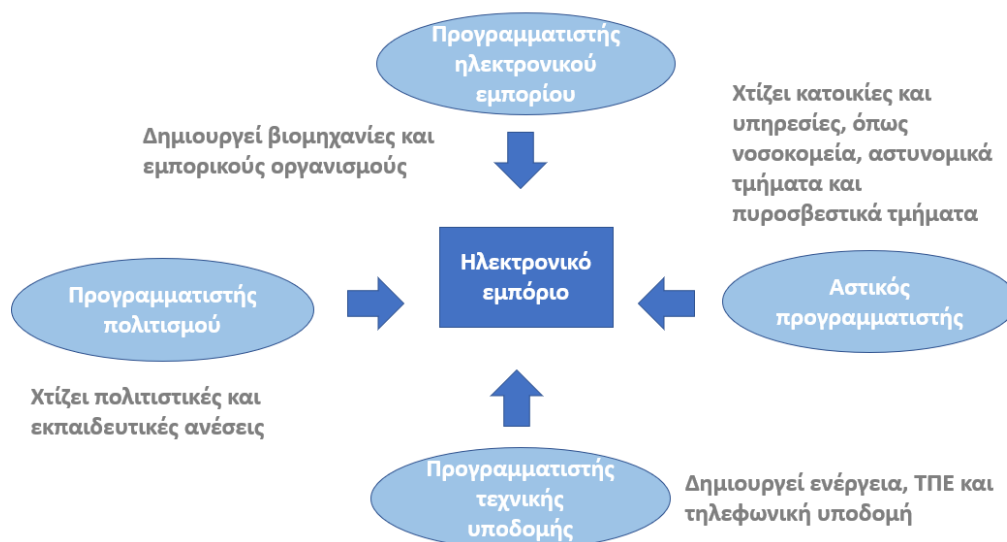 Προγραμματιστής
ηλεκτρονικού
εμπορίου
Δημιουργεί βιομηχανίες και
εμπορικούς οργανισμούς
Χτίζει κατοικίες και
υπηρεσίες, όπως
νοσοκομεία, αστυνομικά
τμήματα και
πυροσβεστικά τμήματα
Προγραμματιστής
πολιτισμού
Ηλεκτρονικό
εμπόριο
Αστικός
προγραμματιστής
Χτίζει πολιτιστικές και
εκπαιδευτικές ανέσεις
Προγραμματιστής
τεχνικής
υποδομής
Δημιουργεί ενέργεια, ΤΠΕ και
τηλεφωνική υποδομή